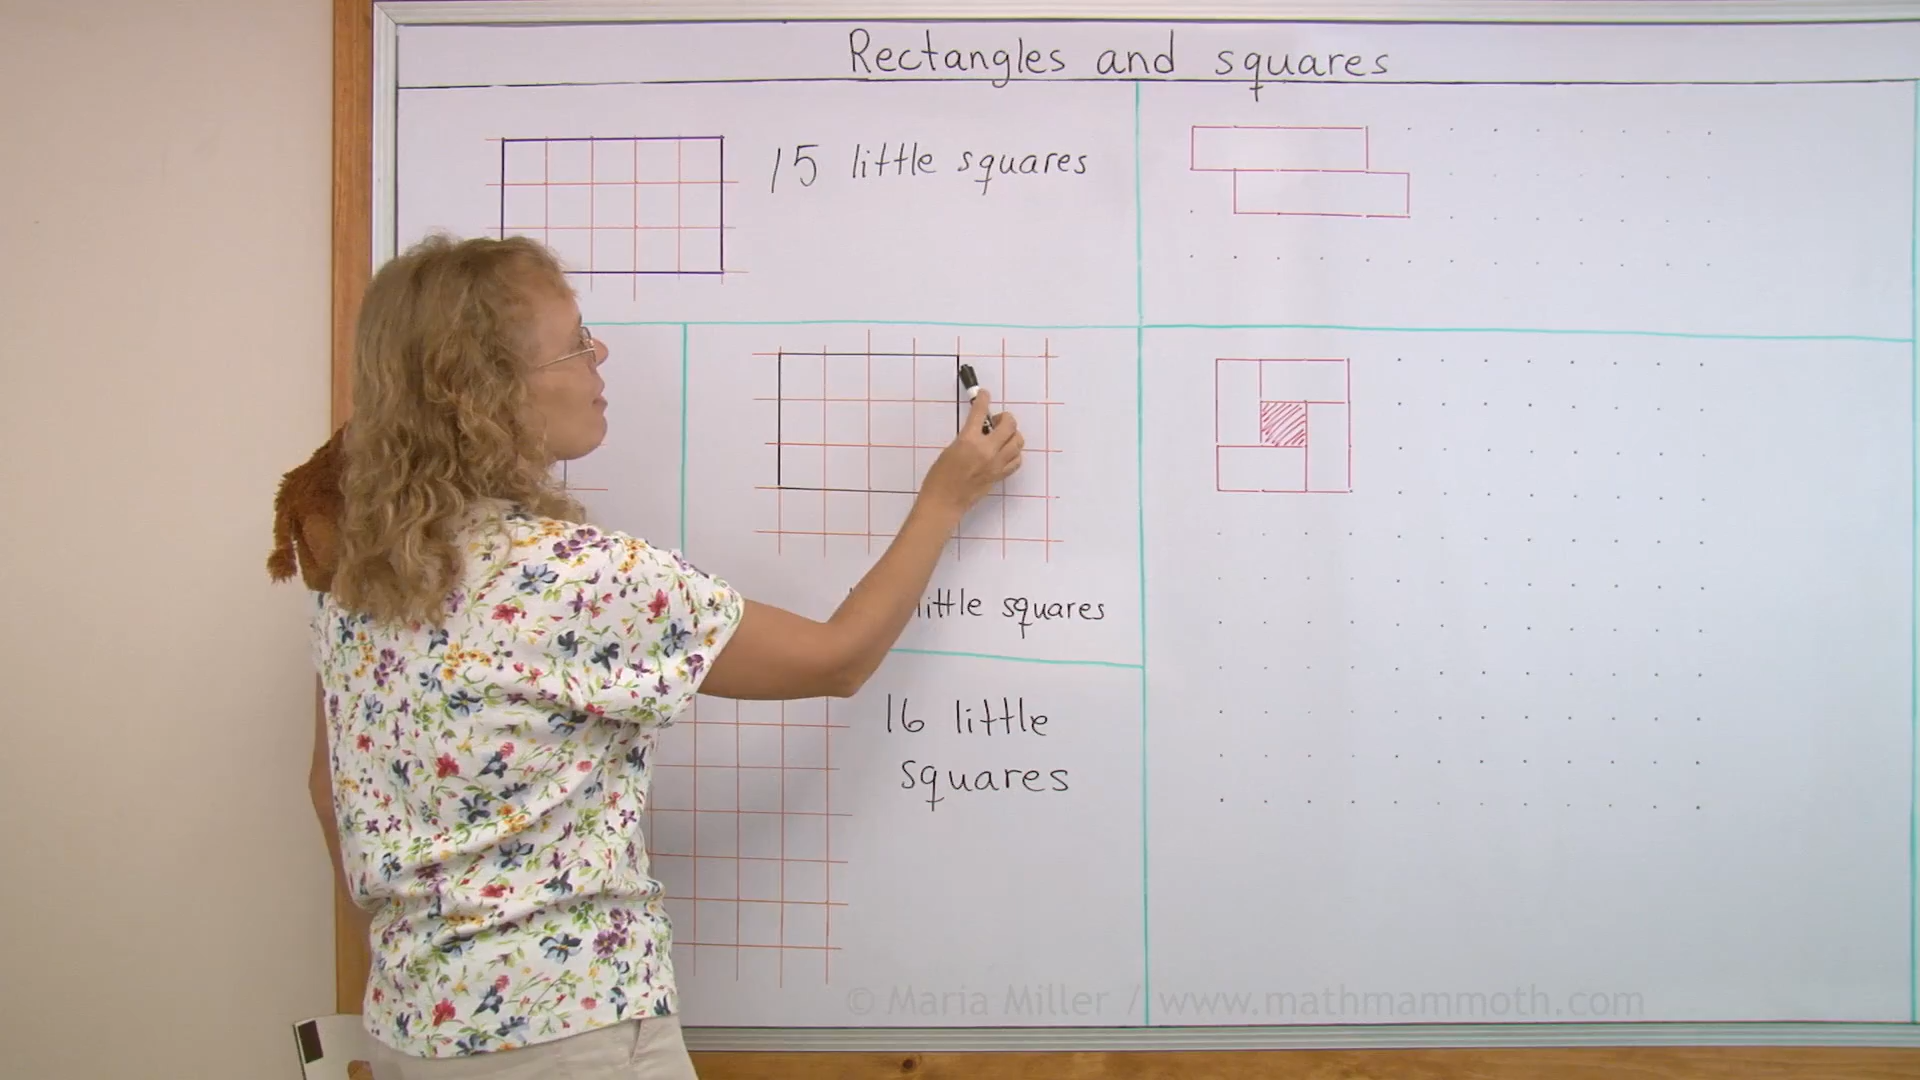 Rectangles and squares
15 little squares
little squares
16 little
squares
© Maria Miller / www.mathmammoth.com